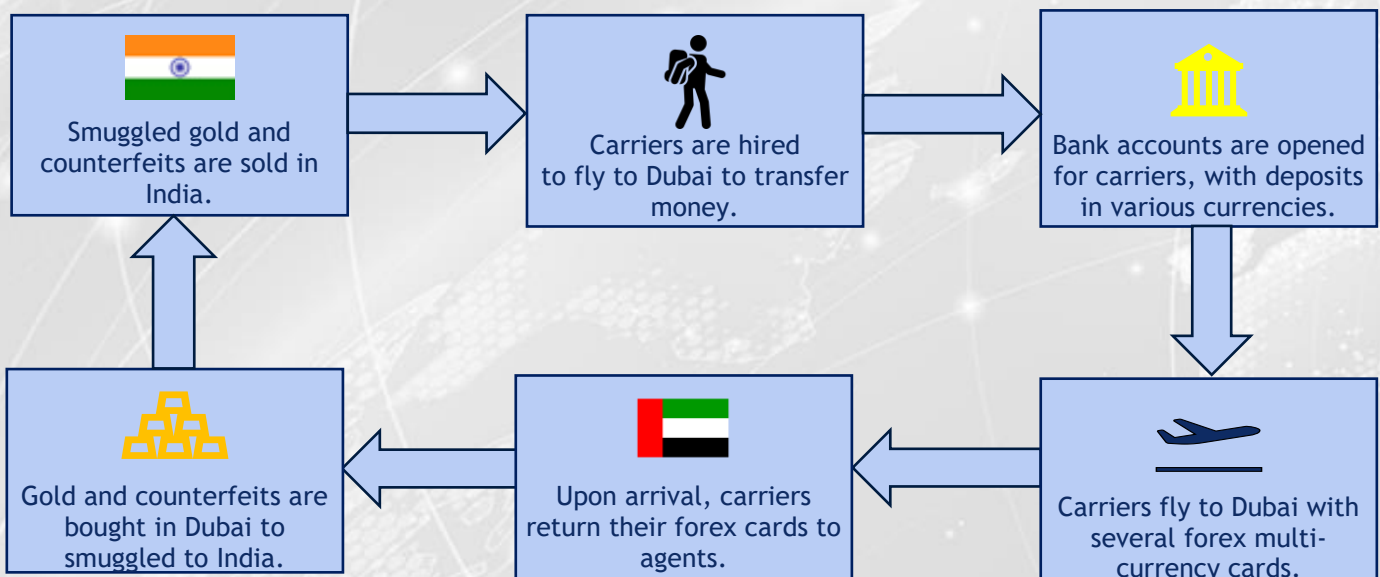 Smuggled gold and
counterfeits are sold in
India.
Carriers are hired
to fly to Dubai to transfer
money.
Bank accounts are opened
for carriers, with deposits
in various currencies.
Carriers fly to Dubai with
several forex multi-
currency cards.
Upon arrival, carriers
return their forex cards to
agents.
Gold and counterfeits are
bought in Dubai to
smuggled to India.